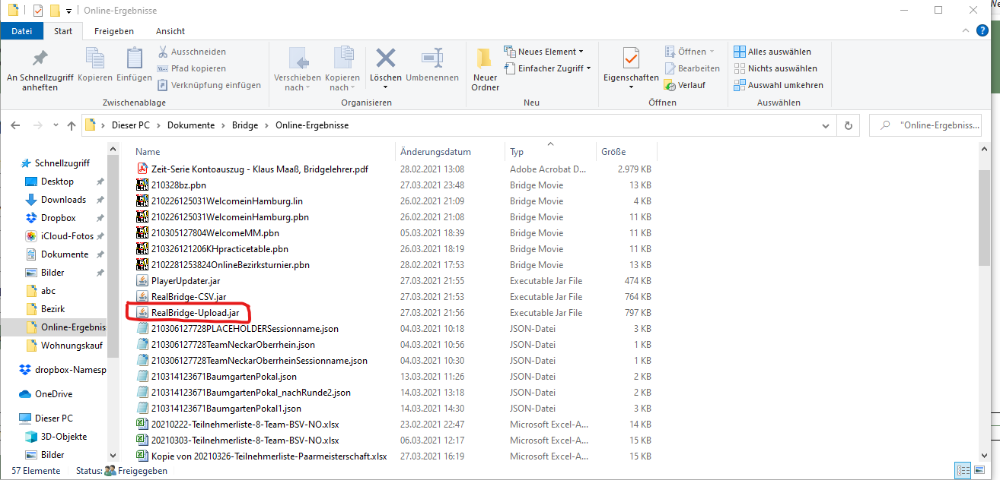 Online-Ergebnisse
We
Datei Start Freigeben Ansicht
An Schnellzugriff anheften
Kopieren
Einfügen
Ausschneiden
Pfad kopieren
Verknüpfung einfügen
Zwischenablage
Verschieben nach
Kopieren nach
Löschen
Umbenennen
Organisieren
Neuer Ordner
Neues Element
Einfacher Zugriff
Neu
Eigenschaften
Öffnen
Bearbeiten
Verlauf
Öffnen
Alles auswählen
Nichts auswählen
Auswahl umkehren
Auswählen
Dieser PC > Dokumente > Bridge > Online-Ergebnisse
"Online-Ergebniss...
Schnellzugriff
Desktop
Downloads
Dropbox
iCloud-Fotos
Dokumente
Bilder
abc
Bezirk
Online-Ergebnis
Wohnungskauf
dropbox-Namesp
OneDrive
Dieser PC
3D-Objekte
Bilder
Name Änderungsdatum Typ Größe
Zeit-Serie Kontoauszug - Klaus Maaß, Bridgelehrer.pdf 28.02.2021 13:08 Adobe Acrobat D... 2.979 KB
210328bz.pbn 27.03.2021 23:48 Bridge Movie 13 KB
210226125031WelcomeinHamburg.lin 26.02.2021 21:09 Bridge Movie 4 KB
210226125031WelcomeinHamburg.pbn 26.02.2021 21:08 Bridge Movie 11 KB
210305127804WelcomeMM.pbn 05.03.2021 18:39 Bridge Movie 11 KB
210326121206KHpracticetable.pbn 26.03.2021 18:19 Bridge Movie 11 KB
2102281253824OnlineBezirksturnier.pbn 28.02.2021 17:53 Bridge Movie 13 KB
PlayerUpdater.jar 27.03.2021 21:55 Executable Jar File 474 KB
RealBridge-CSV.jar 27.03.2021 21:53 Executable Jar File 764 KB
RealBridge-Upload.jar 27.03.2021 21:56 Executable Jar File 797 KB
210306127728PLACEHOLDERSessionname.json 04.03.2021 10:18 JSON-Datei 3 KB
210306127728TeamNeckarOberrhein.json 04.03.2021 10:56 JSON-Datei 1 KB
210306127728TeamNeckarOberrheinSessionname.json 04.03.2021 10:30 JSON-Datei 1 KB
210314123671BaumgartenPokal.json 13.03.2021 11:26 JSON-Datei 2 KB
210314123671BaumgartenPokal_nachRunde2.json 14.03.2021 13:18 JSON-Datei 2 KB
210314123671BaumgartenPokal1.json 14.03.2021 14:30 JSON-Datei 3 KB
20210222-Teilnehmerliste-8-Team-BSV-NO.xlsx 23.02.2021 22:47 Microsoft Excel-A... 14 KB
20210303-Teilnehmerliste-8-Team-BSV-NO.xlsx 06.03.2021 12:17 Microsoft Excel-A... 15 KB
Kopie von 20210326-Teilnehmerliste-Paarmeisterschaft.xlsx 27.03.2021 16:19 Microsoft Excel-A... 15 KB
57 Elemente Status: Freigegeben